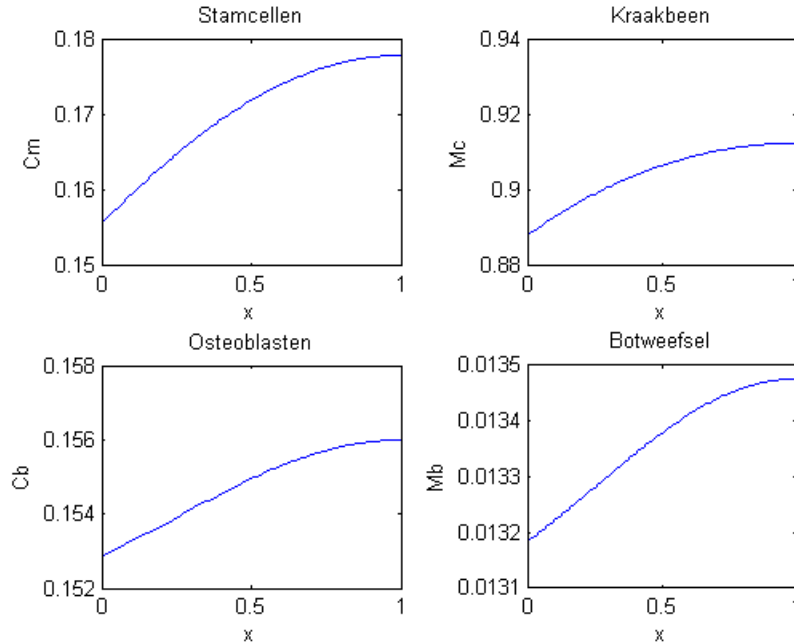 Stamcellen
0.18
0.17
0.16
0.15
Cm
0
0.5
1
x
Kraakbeen
0.94
0.92
0.9
0.88
Mc
0
0.5
1
x
Osteoblasten
0.158
0.156
0.154
0.152
Cb
0
0.5
1
x
Botweefsel
0.0135
0.0134
0.0133
0.0132
0.0131
Mb
0
0.5
1
x